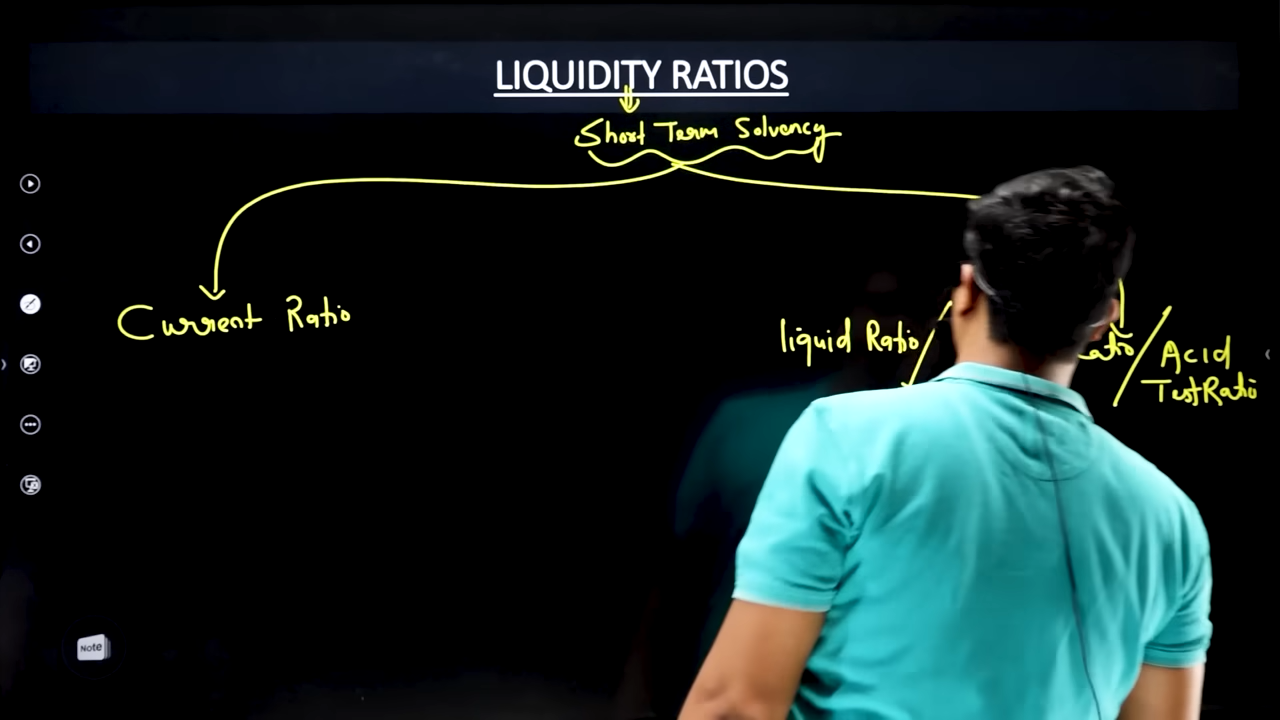 LIQUIDITY RATIOS
Short Term Solvency
Current Ratio
liquid Ratio / / Acid
Test Ratio
Note